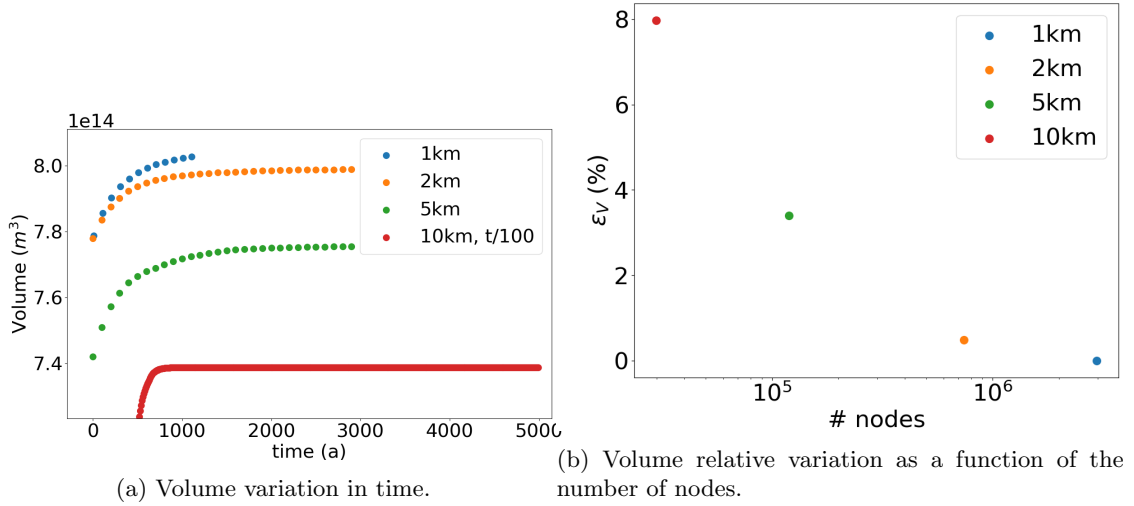 1e14
Volume (m³)
8.0
7.8
7.6
7.4
1km
2km
5km
10km, t/100
0 1000 2000 3000 4000 5000
time (a)
(a) Volume variation in time.
εV (%)
8
6
4
2
0
1km
2km
5km
10km
10⁵ 10⁶
# nodes
(b) Volume relative variation as a function of the
number of nodes.